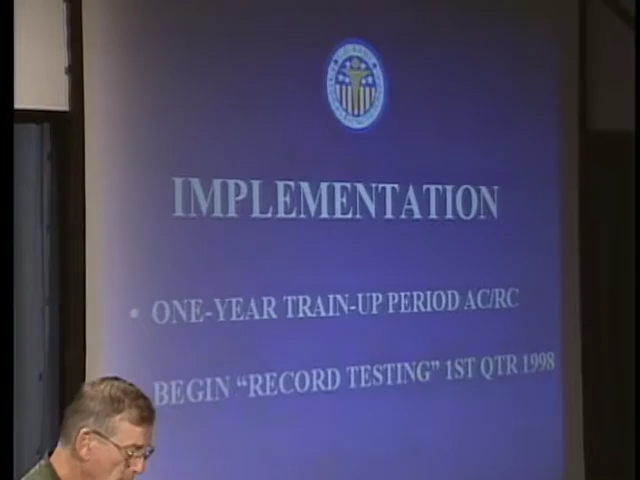 IMPLEMENTATION
• ONE-YEAR TRAIN-UP PERIOD AC/RC
BEGIN “RECORD TESTING” 1ST QTR 1998